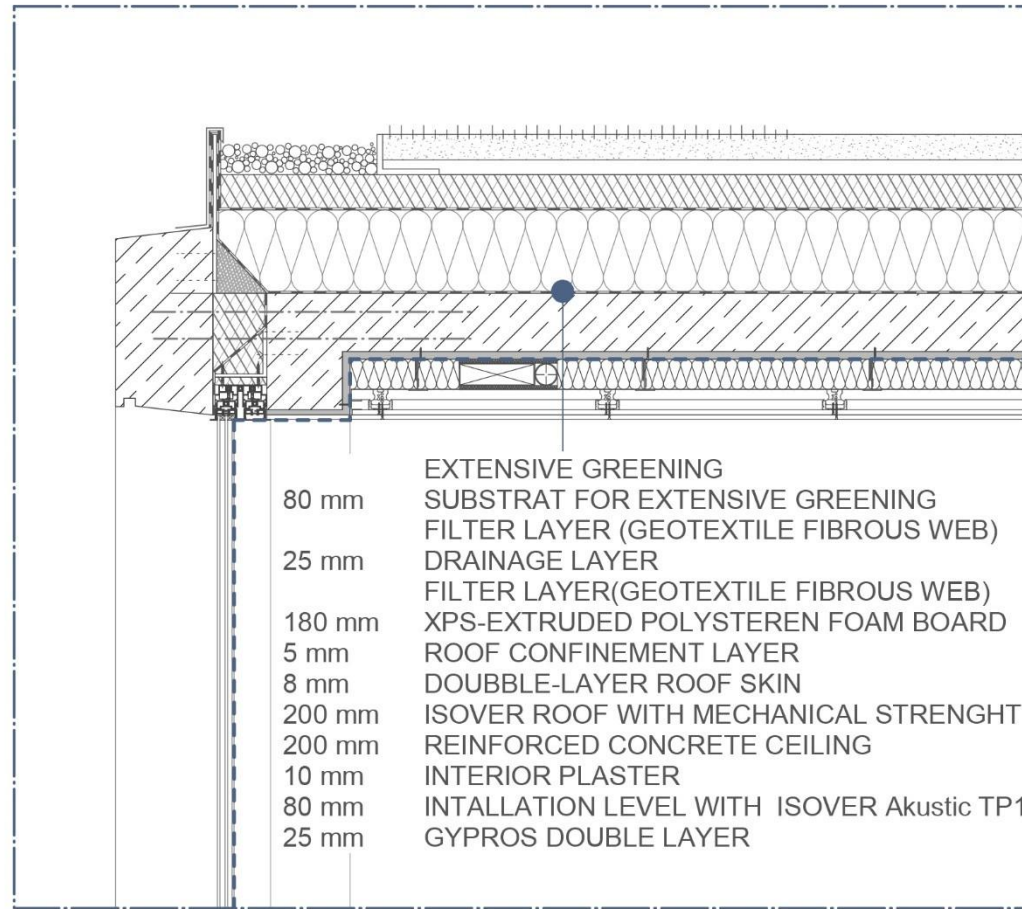 EXTENSIVE GREENING
80 mm SUBSTRAT FOR EXTENSIVE GREENING
FILTER LAYER (GEOTEXTILE FIBROUS WEB)
25 mm DRAINAGE LAYER
FILTER LAYER(GEOTEXTILE FIBROUS WEB)
180 mm XPS-EXTRUDED POLYSTEREN FOAM BOARD
5 mm ROOF CONFINEMENT LAYER
8 mm DOUBBLE-LAYER ROOF SKIN
200 mm ISOVER ROOF WITH MECHANICAL STRENGHT
200 mm REINFORCED CONCRETE CEILING
10 mm INTERIOR PLASTER
80 mm INTALLATION LEVEL WITH ISOVER Akustic TP1
25 mm GYPROS DOUBLE LAYER